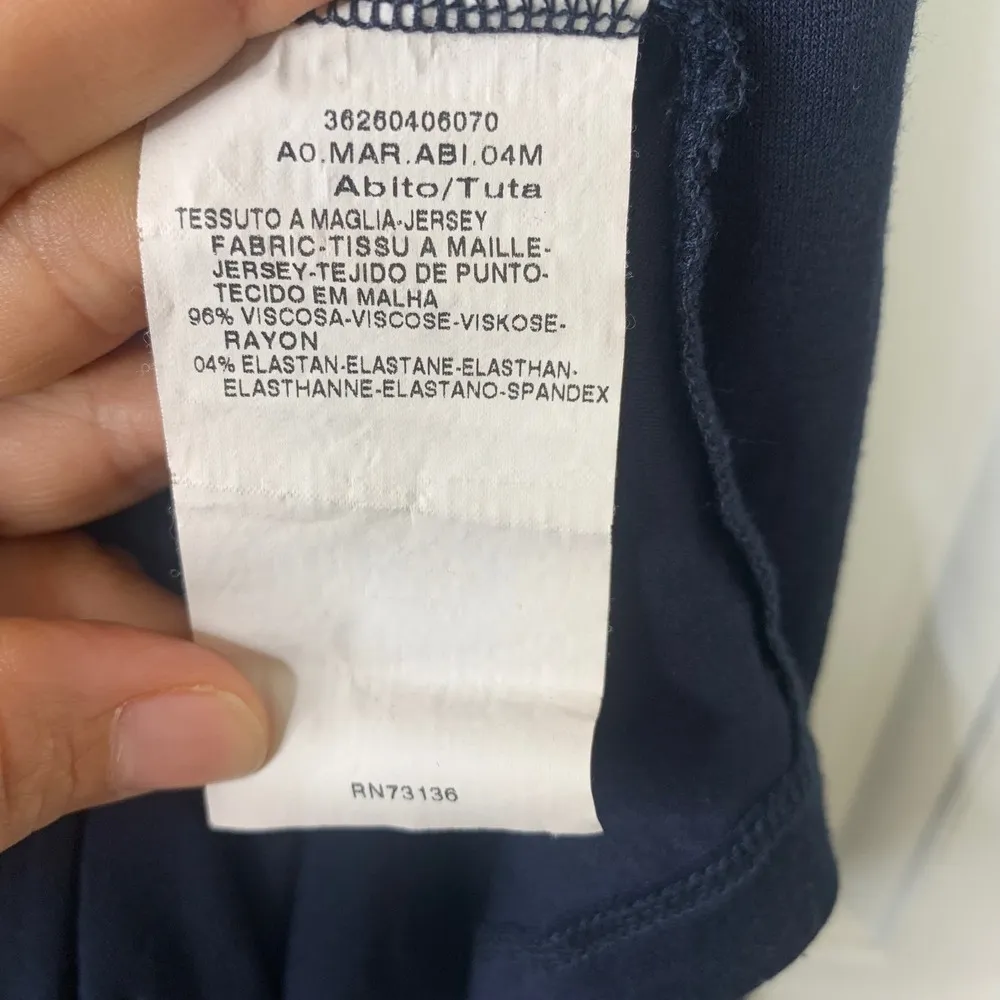 36260406070
A0.MAR.ABI.04M
Abito/Tuta
TESSUTO A MAGLIA-JERSEY
FABRIC-TISSU A MAILLE-
JERSEY-TEJIDO DE PUNTO-
TECIDO EM MALHA
96% VISCOSA-VISCOSE-VISKOSE-
RAYON
04% ELASTAN-ELASTANE-ELASTHAN-
ELASTHANNE-ELASTANO-SPANDEX
RN73136